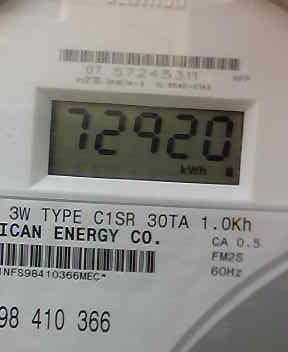 07 57245311
72920
kWh
3W TYPE C1SR 30TA 1.0Kh
ICAN ENERGY CO. CA 0.5
FM2S
60Hz
NFS98410366MEC*
98 410 366